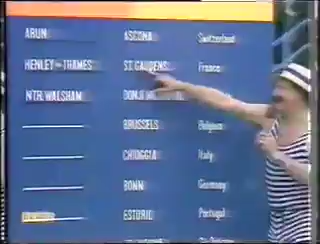 ARUN ASCONA Switzerland
HENLEY-ON-THAMES ST. GAUDENS France
NTH. WALSHAM DONJI
BRUSSELS Belgium
CHIOGGIA Italy
BONN Germany
ESTORIL Portugal